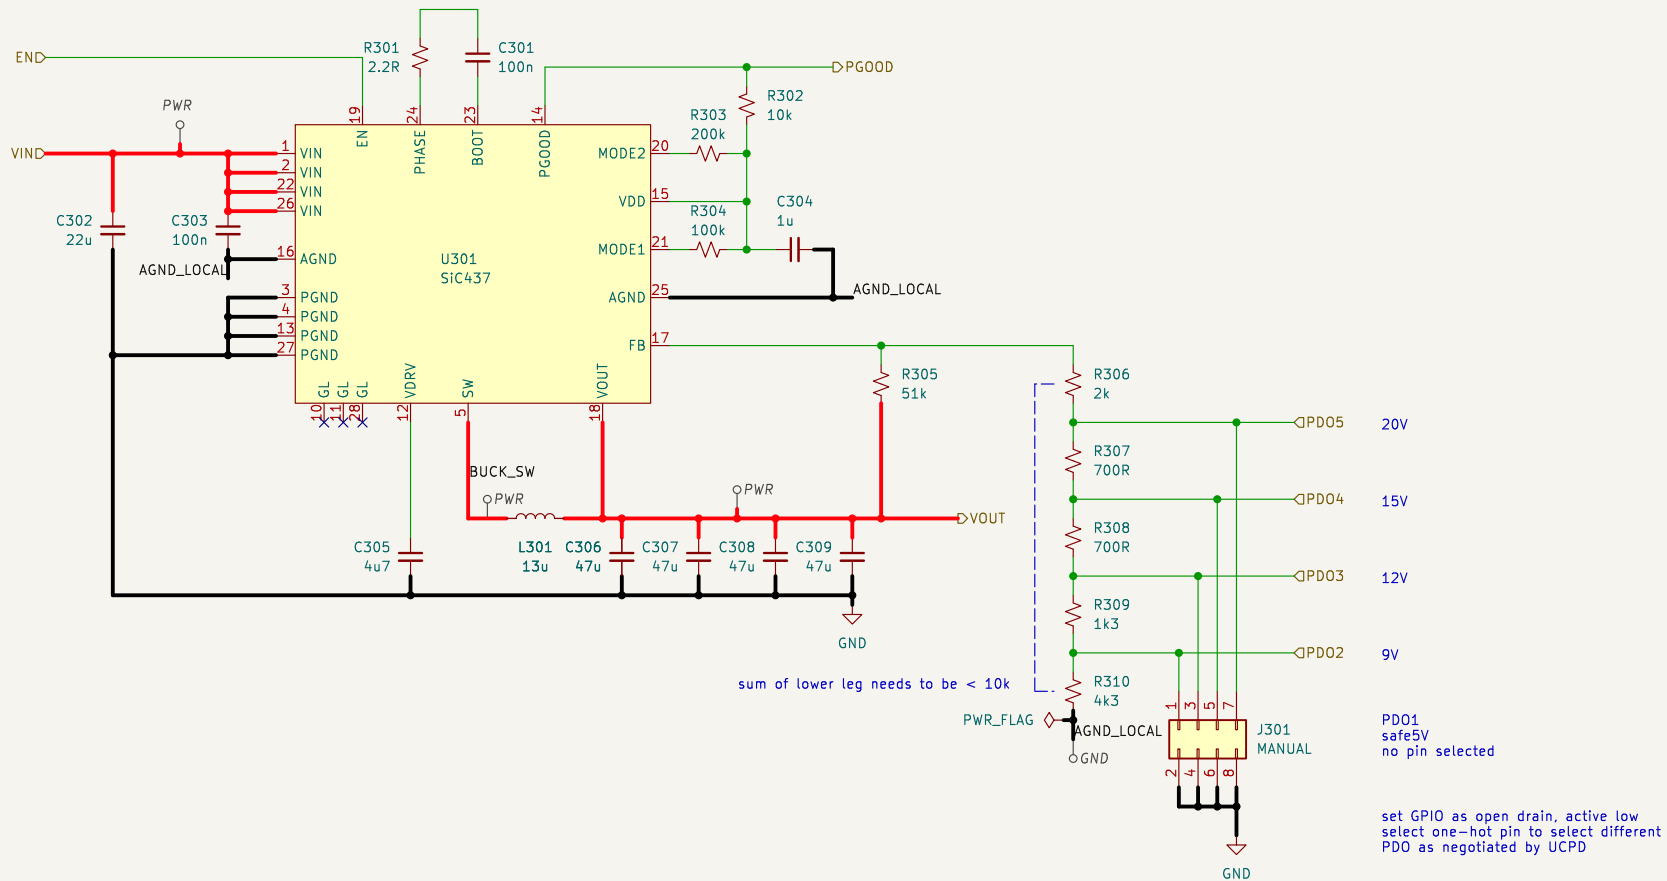 EN
R301
2.2R
C301
100n
PGOOD
PWR
R302
10k
R303
200k
19
24
23
14
EN
PHASE
BOOT
PGOOD
VIN
1
VIN
MODE2
20
2
VIN
22
VIN
VDD
15
26
VIN
C302
22u
C303
100n
R304
100k
C304
1u
MODE1
21
16
AGND
AGND_LOCAL
U301
SiC437
3
PGND
AGND
25
AGND_LOCAL
4
PGND
13
PGND
27
PGND
FB
17
GL
GL
GL
VDRV
SW
VOUT
10
11
28
12
5
18
R305
51k
R306
2k
PDO5
20V
R307
700R
BUCK_SW
PWR
PWR
PDO4
15V
VOUT
R308
700R
C305
4u7
L301
13u
C306
47u
C307
47u
C308
47u
C309
47u
PDO3
12V
R309
1k3
GND
PDO2
9V
sum of lower leg needs to be < 10k
R310
4k3
1
3
5
7
PWR_FLAG
AGND_LOCAL
GND
J301
MANUAL
2
4
6
8
PDO1
safe5V
no pin selected
set GPIO as open drain, active low
select one-hot pin to select different
PDO as negotiated by UCPD
GND